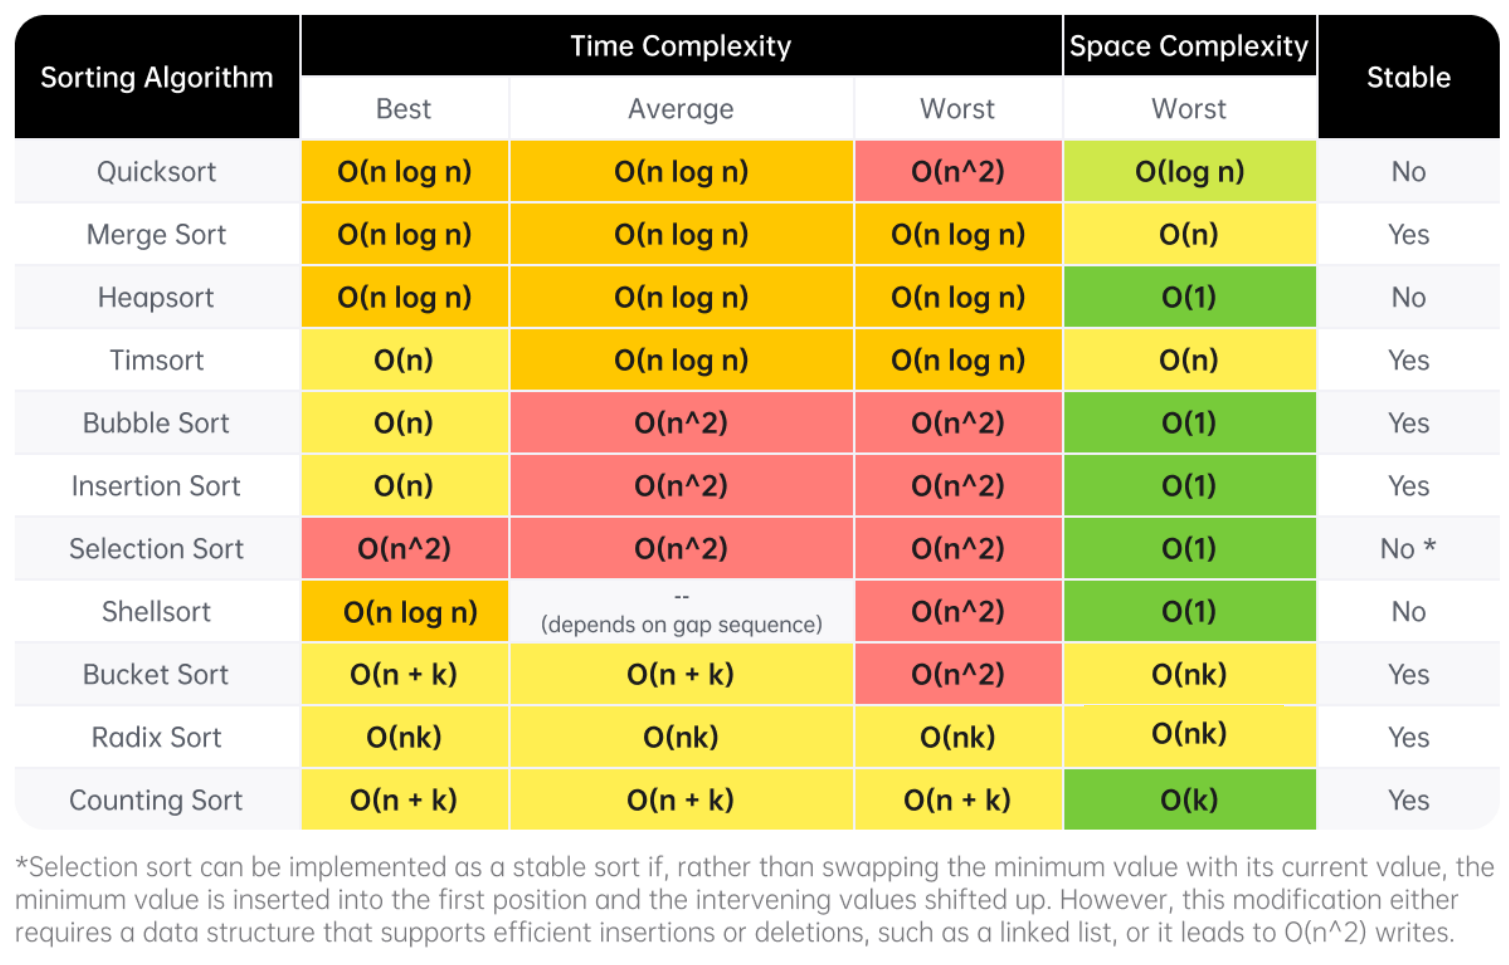 Sorting Algorithm Time Complexity Space Complexity Stable
Best Average Worst Worst
Quicksort O(n log n) O(n log n) O(n^2) O(log n) No
Merge Sort O(n log n) O(n log n) O(n log n) O(n) Yes
Heapsort O(n log n) O(n log n) O(n log n) O(1) No
Timsort O(n) O(n log n) O(n log n) O(n) Yes
Bubble Sort O(n) O(n^2) O(n^2) O(1) Yes
Insertion Sort O(n) O(n^2) O(n^2) O(1) Yes
Selection Sort O(n^2) O(n^2) O(n^2) O(1) No *
Shellsort O(n log n) -- O(n^2) O(1) No
(depends on gap sequence)
Bucket Sort O(n + k) O(n + k) O(n^2) O(nk) Yes
Radix Sort O(nk) O(nk) O(nk) O(nk) Yes
Counting Sort O(n + k) O(n + k) O(n + k) O(k) Yes
*Selection sort can be implemented as a stable sort if, rather than swapping the minimum value with its current value, the
minimum value is inserted into the first position and the intervening values shifted up. However, this modification either
requires a data structure that supports efficient insertions or deletions, such as a linked list, or it leads to O(n^2) writes.